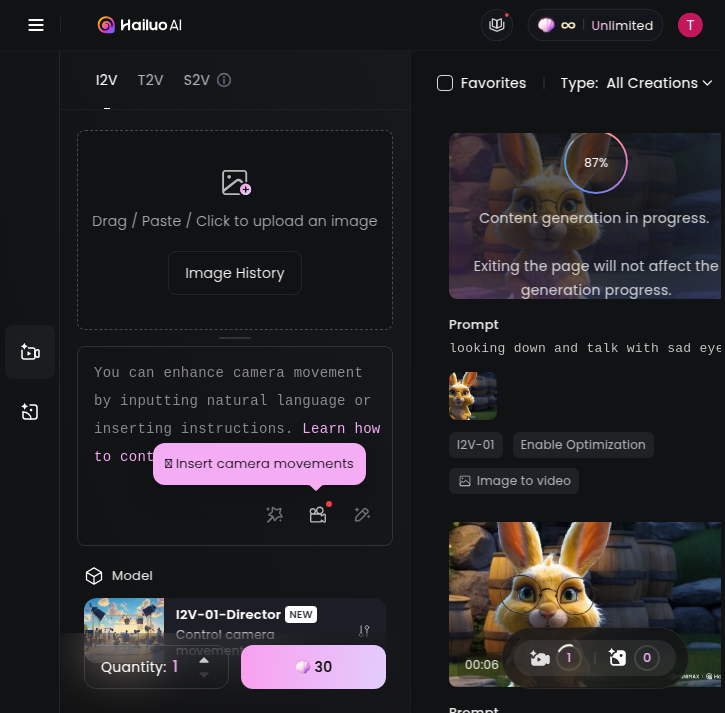 Hailuo AI
∞ Unlimited
T
I2V T2V S2V
Favorites Type: All Creations
Drag / Paste / Click to upload an image
Image History
You can enhance camera movement
by inputting natural language or
inserting instructions. Learn how
to cont
Insert camera movements
Model
I2V-01-Director NEW
Control camera
movement
Quantity: 1
30
87%
Content generation in progress.
Exiting the page will not affect the
generation progress.
Prompt
looking down and talk with sad eye
I2V-01 Enable Optimization
Image to video
00:06
1 0
Prompt